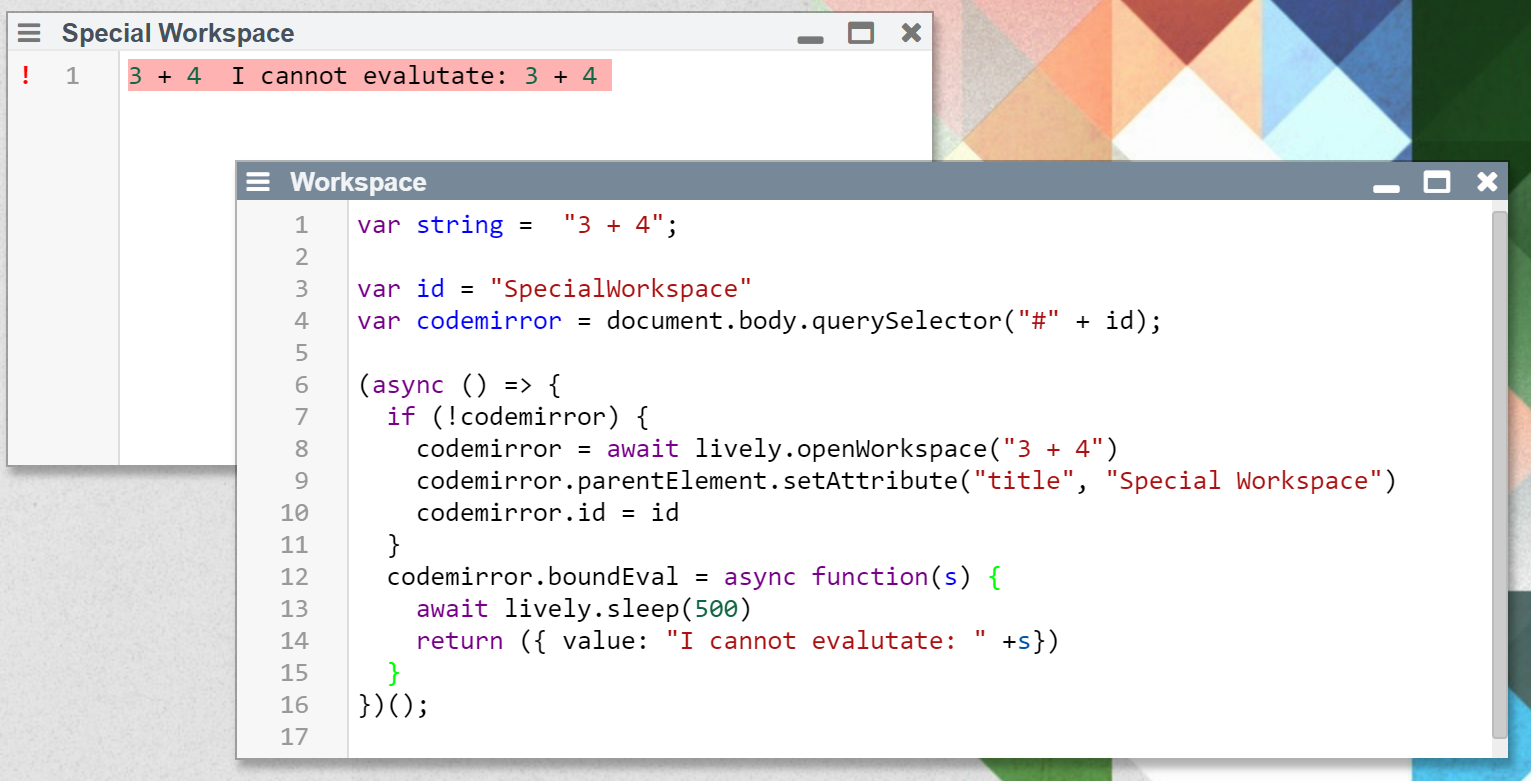 Special Workspace
! 1 3 + 4  I cannot evalutate: 3 + 4
Workspace
1 var string =  "3 + 4";
2
3 var id = "SpecialWorkspace"
4 var codemirror = document.body.querySelector("#" + id);
5
6 (async () => {
7   if (!codemirror) {
8     codemirror = await lively.openWorkspace("3 + 4")
9     codemirror.parentElement.setAttribute("title", "Special Workspace")
10     codemirror.id = id
11   }
12   codemirror.boundEval = async function(s) {
13     await lively.sleep(500)
14     return ({ value: "I cannot evalutate: " +s})
15   }
16 })();
17